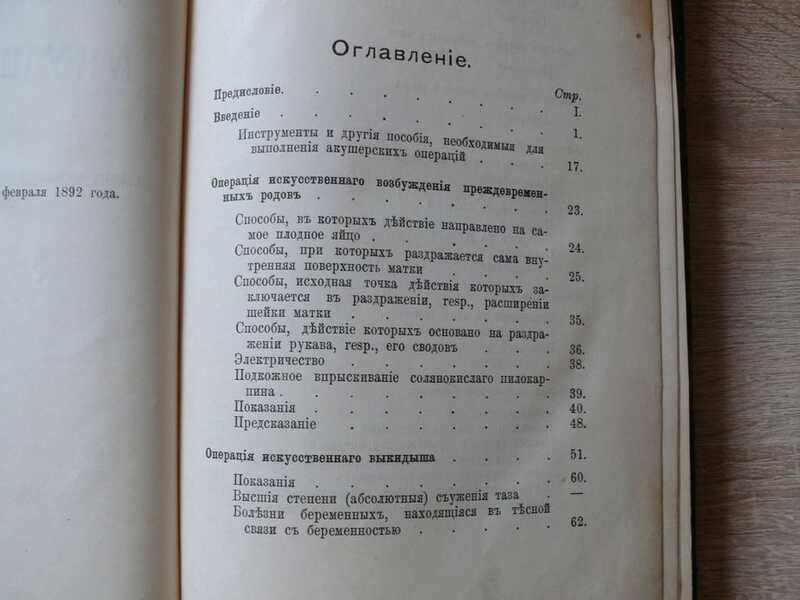 февраля 1892 года.
Оглавленіе.
Стр.
Предисловіе. . . . . . . . . . I.
Введеніе . . . . . . . . . . 1.
Инструменты и другія пособія, необходимыя для
выполненія акушерскихъ операцій . . . 17.
Операція искусственнаго возбужденія преждевремен-
ныхъ родовъ . . . . . . . . . 23.
Способы, въ которыхъ дѣйствіе направлено на са-
мое плодное яйцо . . . . . . 24.
Способы, при которыхъ раздражается сама вну-
тренняя поверхность матки . . . . 25.
Способы, исходная точка дѣйствія которыхъ за-
ключается въ раздраженіи, resp., расширеніи
шейки матки . . . . . . . 35.
Способы, дѣйствіе которыхъ основано на раздра-
женіи рукава, resp., его сводовъ . . . 36.
Электричество . . . . . . . 38.
Подкожное впрыскиваніе солянокислаго пилокар-
пина . . . . . . . . . 39.
Показанія . . . . . . . . 40.
Предсказаніе . . . . . . . 48.
Операція искусственнаго выкидыша . . . . 51.
Показанія . . . . . . . . 60.
Высшія степени (абсолютныя) съуженія таза . —
Болѣзни беременныхъ, находящіяся въ тѣсной
связи съ беременностью . . . . . 62.